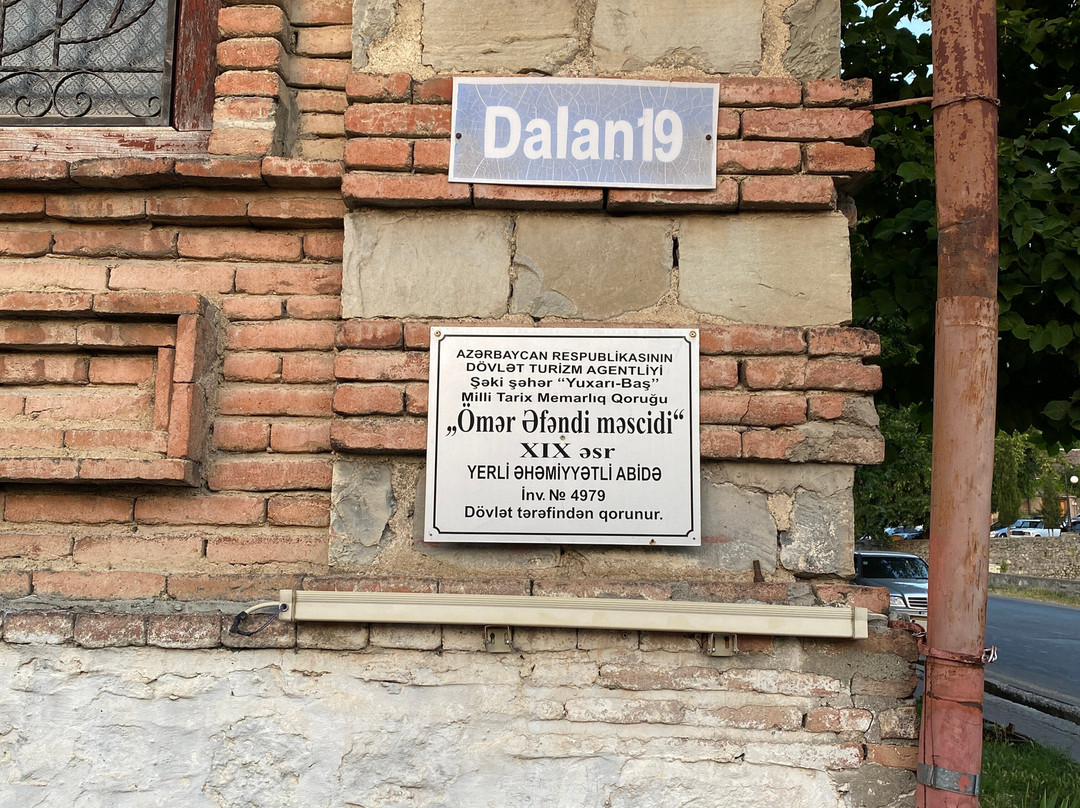 Dalan19
AZƏRBAYCAN RESPUBLİKASININ
DÖVLƏT TURİZM AGENTLİYİ
Şəki şəhər “Yuxarı-Baş”
Milli Tarix Memarlıq Qoruğu
„Ömər Əfəndi məscidi“
XIX əsr
YERLİ ƏHƏMİYYƏTLİ ABİDƏ
İnv. № 4979
Dövlət tərəfindən qorunur.